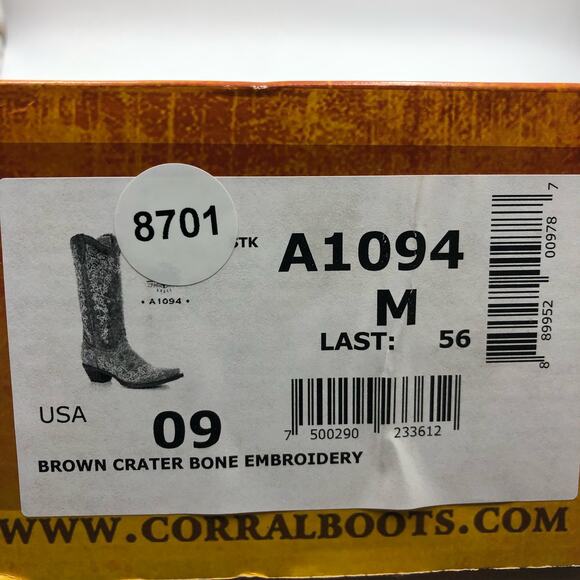 8701
STK
A1094
• A1094 •
M
LAST: 56
8 89952 00978 7
USA
09
7 500290 233612
BROWN CRATER BONE EMBROIDERY
WWW.CORRALBOOTS.COM